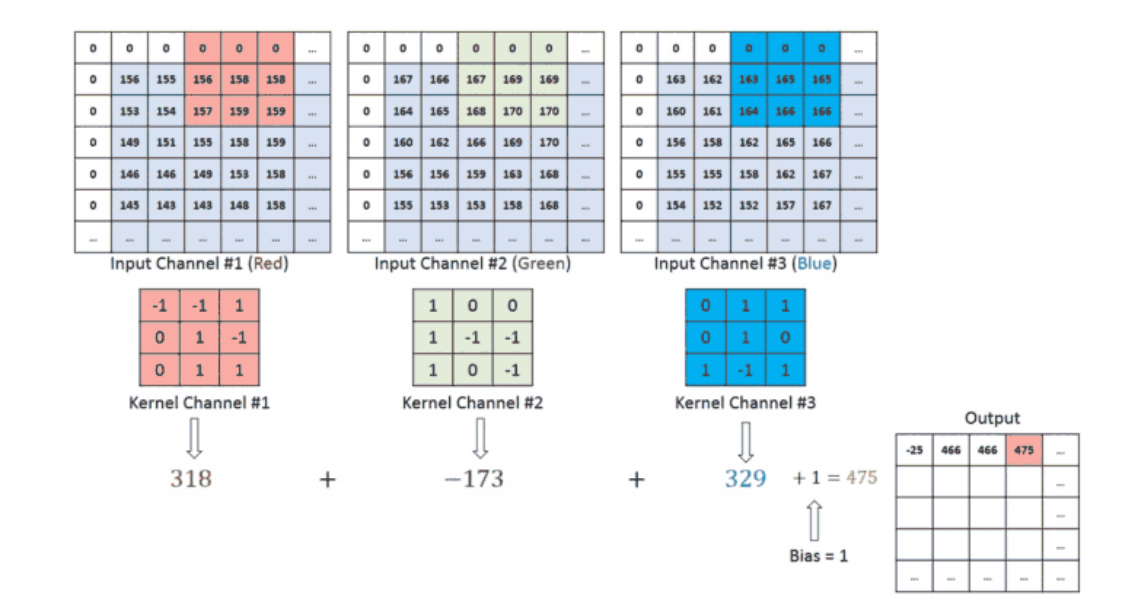 0 0 0 0 0 0 ... 0 0 0 0 0 0 ... 0 0 0 0 0 0 ...
0 156 155 156 158 158 ... 0 167 166 167 169 169 ... 0 163 162 163 165 165 ...
0 153 154 157 159 159 ... 0 164 165 168 170 170 ... 0 160 161 164 166 166 ...
0 149 151 155 158 159 ... 0 160 162 166 169 170 ... 0 156 158 162 165 166 ...
0 146 146 149 153 158 ... 0 156 156 159 163 168 ... 0 155 155 158 162 167 ...
0 145 143 143 148 158 ... 0 155 153 153 158 168 ... 0 154 152 152 157 167 ...
... ... ... ... ... ... ... ... ... ... ... ... ... ... ... ... ... ... ... ... ...
Input Channel #1 (Red) Input Channel #2 (Green) Input Channel #3 (Blue)
-1 -1 1 1 0 0 0 1 1
0 1 -1 1 -1 -1 0 1 0
0 1 1 1 0 -1 1 -1 1
Kernel Channel #1 Kernel Channel #2 Kernel Channel #3
318 + −173 + 329 + 1 = 475
Bias = 1
Output
-25 466 466 475 ...
...
...
...
... ... ... ... ...